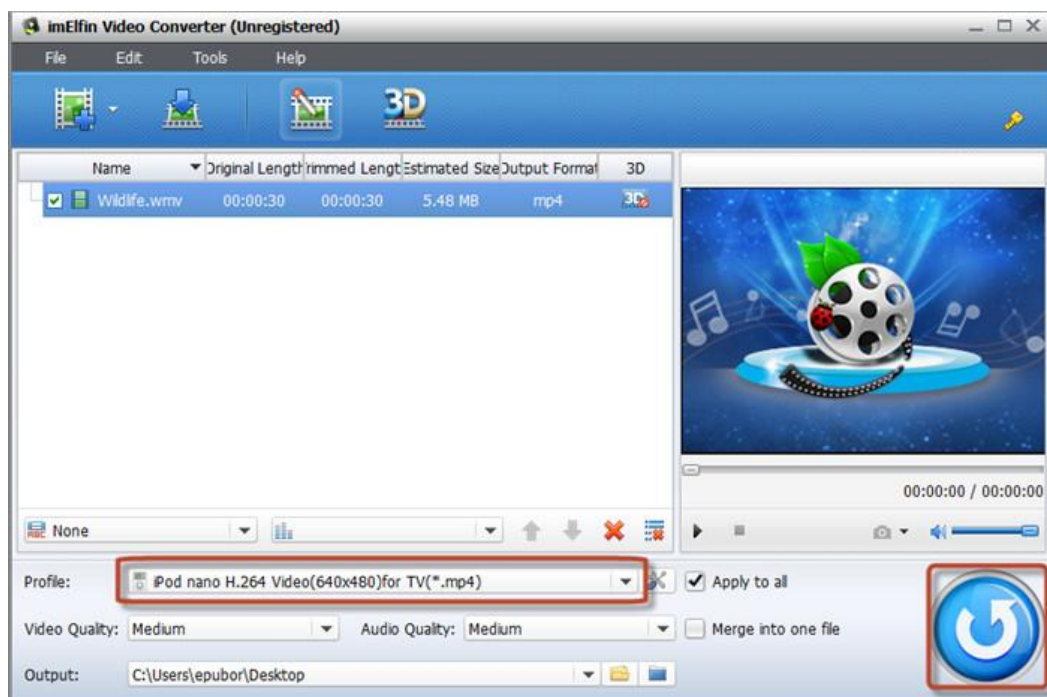 imElfin Video Converter (Unregistered)
File Edit Tools Help
3D
Name Original Length Trimmed Lengt Estimated Size Output Format 3D
Wildlife.wmv 00:00:30 00:00:30 5.48 MB mp4 3D
00:00:00 / 00:00:00
ABC None
Profile: iPod nano H.264 Video(640x480)for TV(*.mp4) Apply to all
Video Quality: Medium Audio Quality: Medium Merge into one file
Output: C:\Users\epubor\Desktop